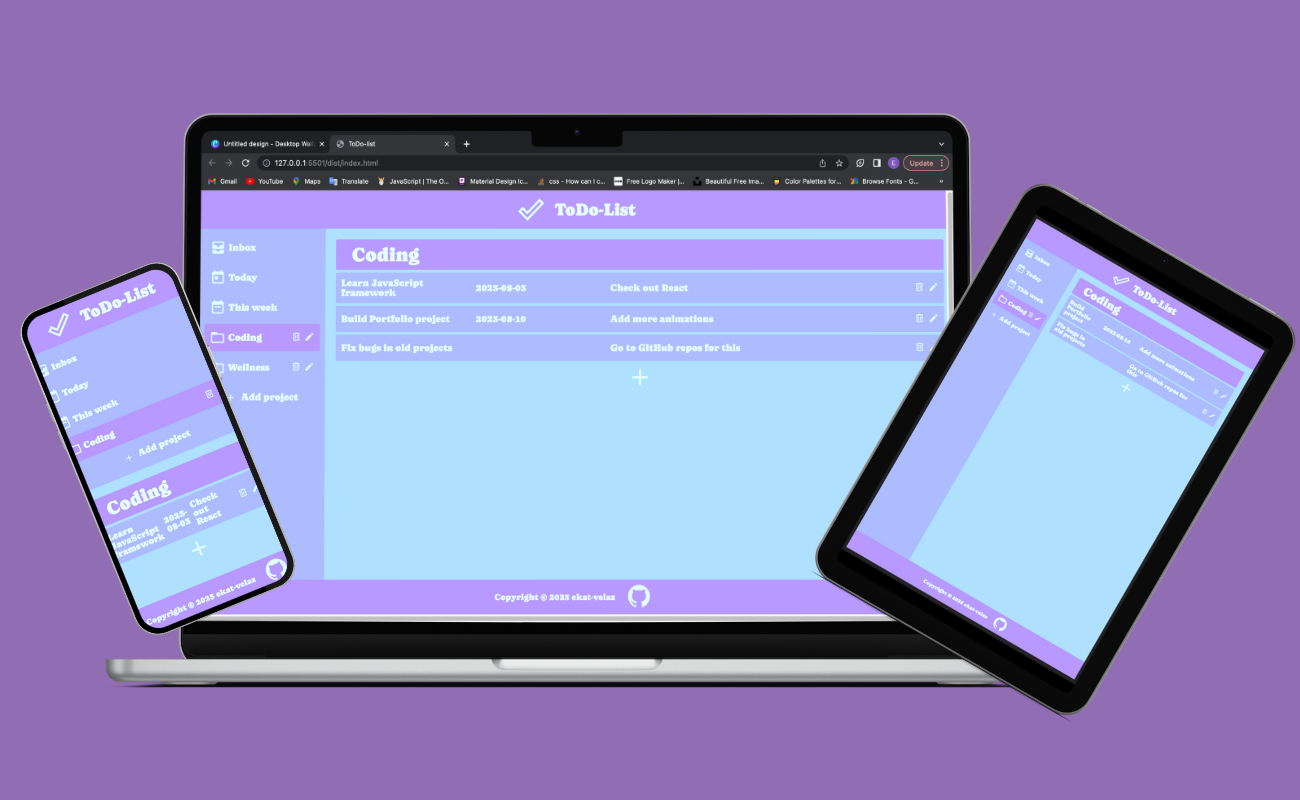 Untitled design - Desktop Wal
ToDo-list
127.0.0.1:5501/dist/index.html
E
Update
Gmail
YouTube
Maps
Translate
JavaScript | The O...
Material Design Ic...
css - How can I c...
Free Logo Maker |...
Beautiful Free Ima...
Color Palettes for...
Browse Fonts - G...
»
ToDo-List
Inbox
Today
This week
Coding
Wellness
+ Add project
Coding
Learn JavaScript
framework
2023-08-03
Check out React
Build Portfolio project
2023-08-10
Add more animations
Fix bugs in old projects
Go to GitHub repos for this
+
Copyright © 2023 ekat-velax
ToDo-List
Inbox
Today
This week
Coding
+ Add project
Coding
Learn
JavaScript
framework
2023-
08-03
Check
out
React
+
Copyright © 2023 ekat-velax
ToDo-List
Inbox
Today
This week
Coding
+ Add project
Coding
Build
Portfolio
project
2023-08-10
Add more animations
Fix bugs in
old projects
Go to GitHub repos for
this
+
Copyright © 2023 ekat-velax